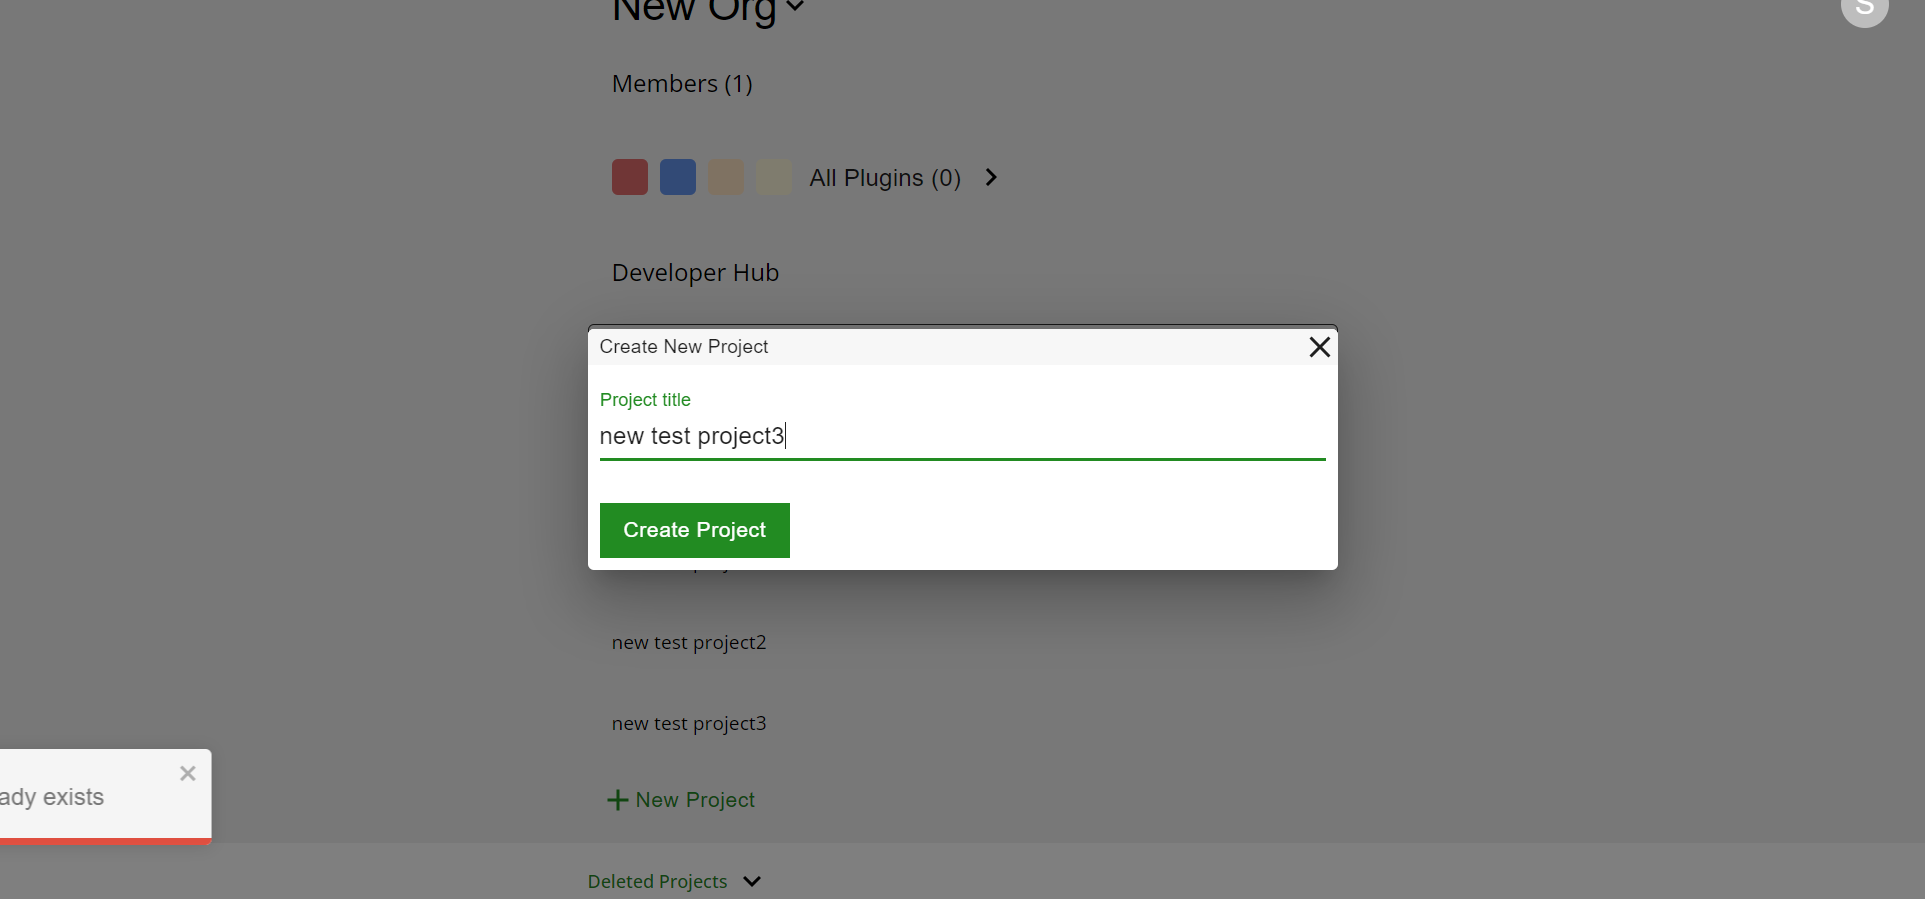 New Org
S
Members (1)
All Plugins (0)
Developer Hub
Create New Project
Project title
new test project3
Create Project
new test project2
new test project3
ady exists
New Project
Deleted Projects